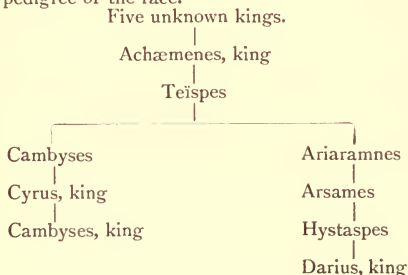 pedigree of the race.
Five unknown kings.
Achæmenes, king
Teïspes
Cambyses Ariaramnes
Cyrus, king Arsames
Cambyses, king Hystaspes
Darius, king